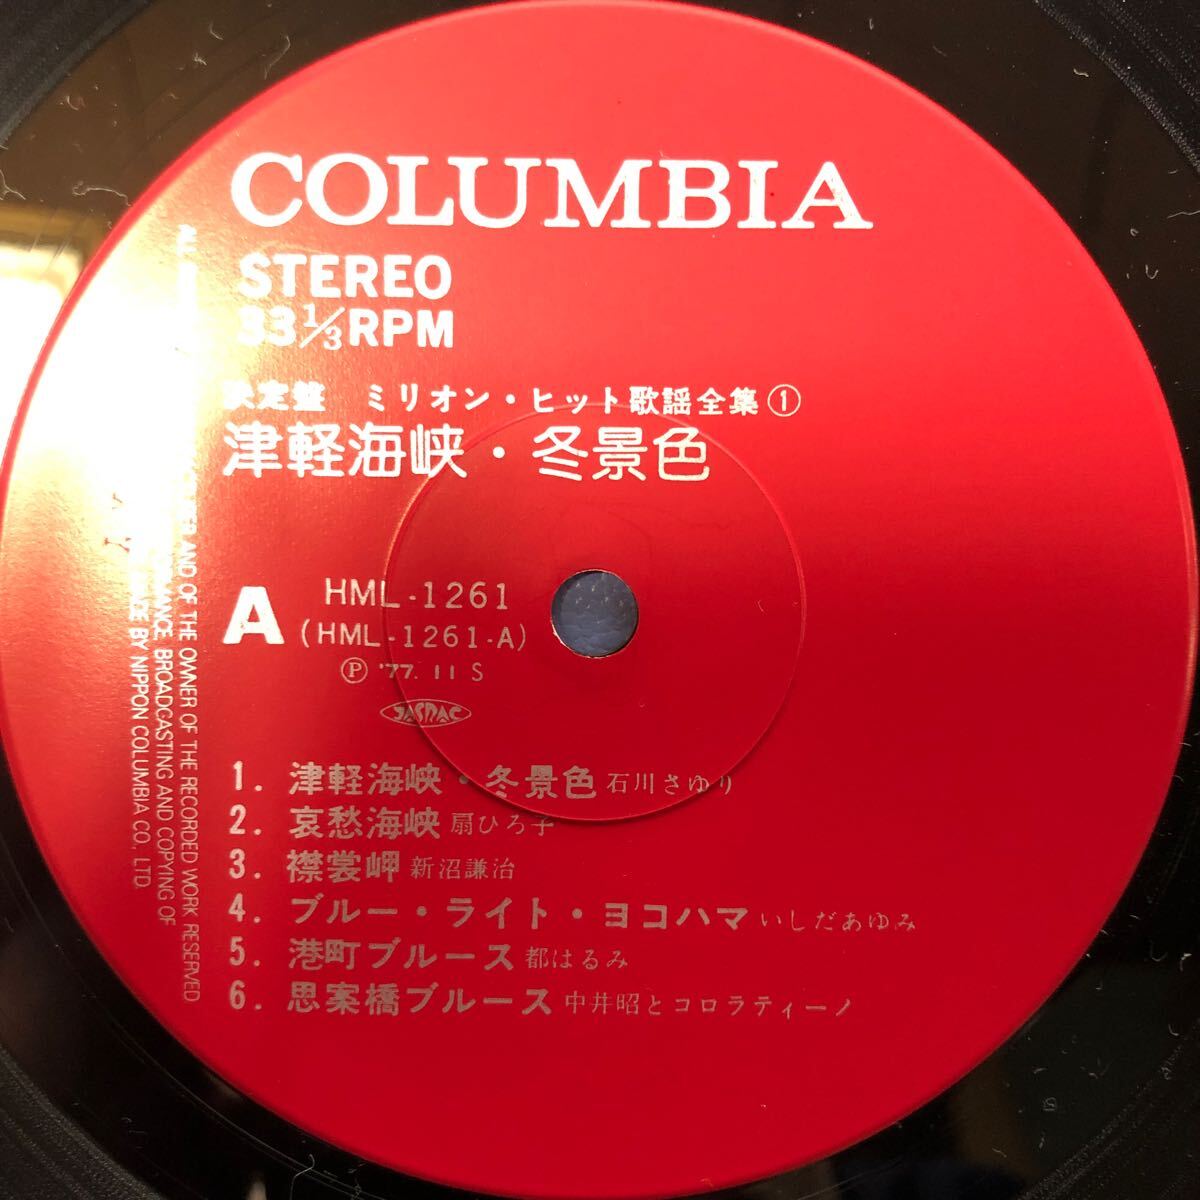 COLUMBIA
STEREO
33⅓RPM
決定盤 ミリオン・ヒット歌謡全集①
津軽海峡・冬景色
A
HML-1261
(HML-1261-A)
Ⓟ '77. 11 S
JASRAC
1. 津軽海峡・冬景色 石川さゆり
2. 哀愁海峡 扇ひろ子
3. 襟裳岬 新沼謙治
4. ブルー・ライト・ヨコハマ いしだあゆみ
5. 港町ブルース 都はるみ
6. 思案橋ブルース 中井昭とコロラティーノ
AND OF THE OWNER OF THE RECORDED WORK RESERVED
BROADCASTING AND COPYING OF
BY NIPPON COLUMBIA CO., LTD.